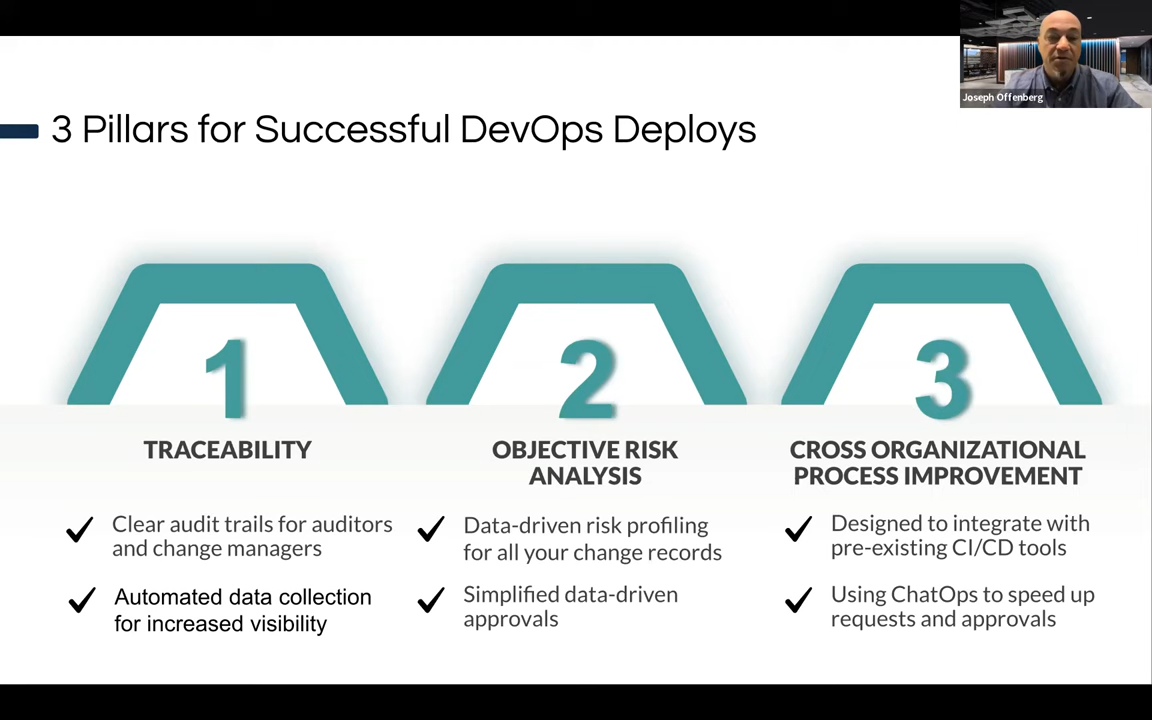 Joseph Offenberg
3 Pillars for Successful DevOps Deploys
1
TRACEABILITY
Clear audit trails for auditors
and change managers
Automated data collection
for increased visibility
2
OBJECTIVE RISK
ANALYSIS
Data-driven risk profiling
for all your change records
Simplified data-driven
approvals
3
CROSS ORGANIZATIONAL
PROCESS IMPROVEMENT
Designed to integrate with
pre-existing CI/CD tools
Using ChatOps to speed up
requests and approvals